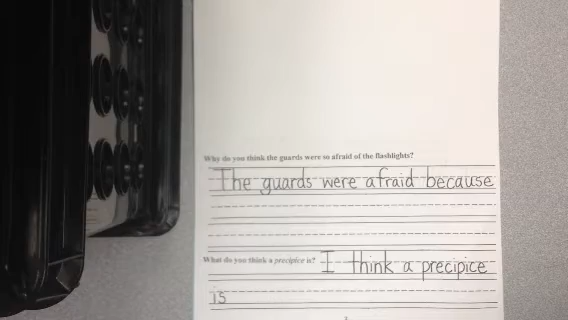 Why do you think the guards were so afraid of the flashlights?
The guards were afraid because
What do you think a precipice is? I think a precipice
is